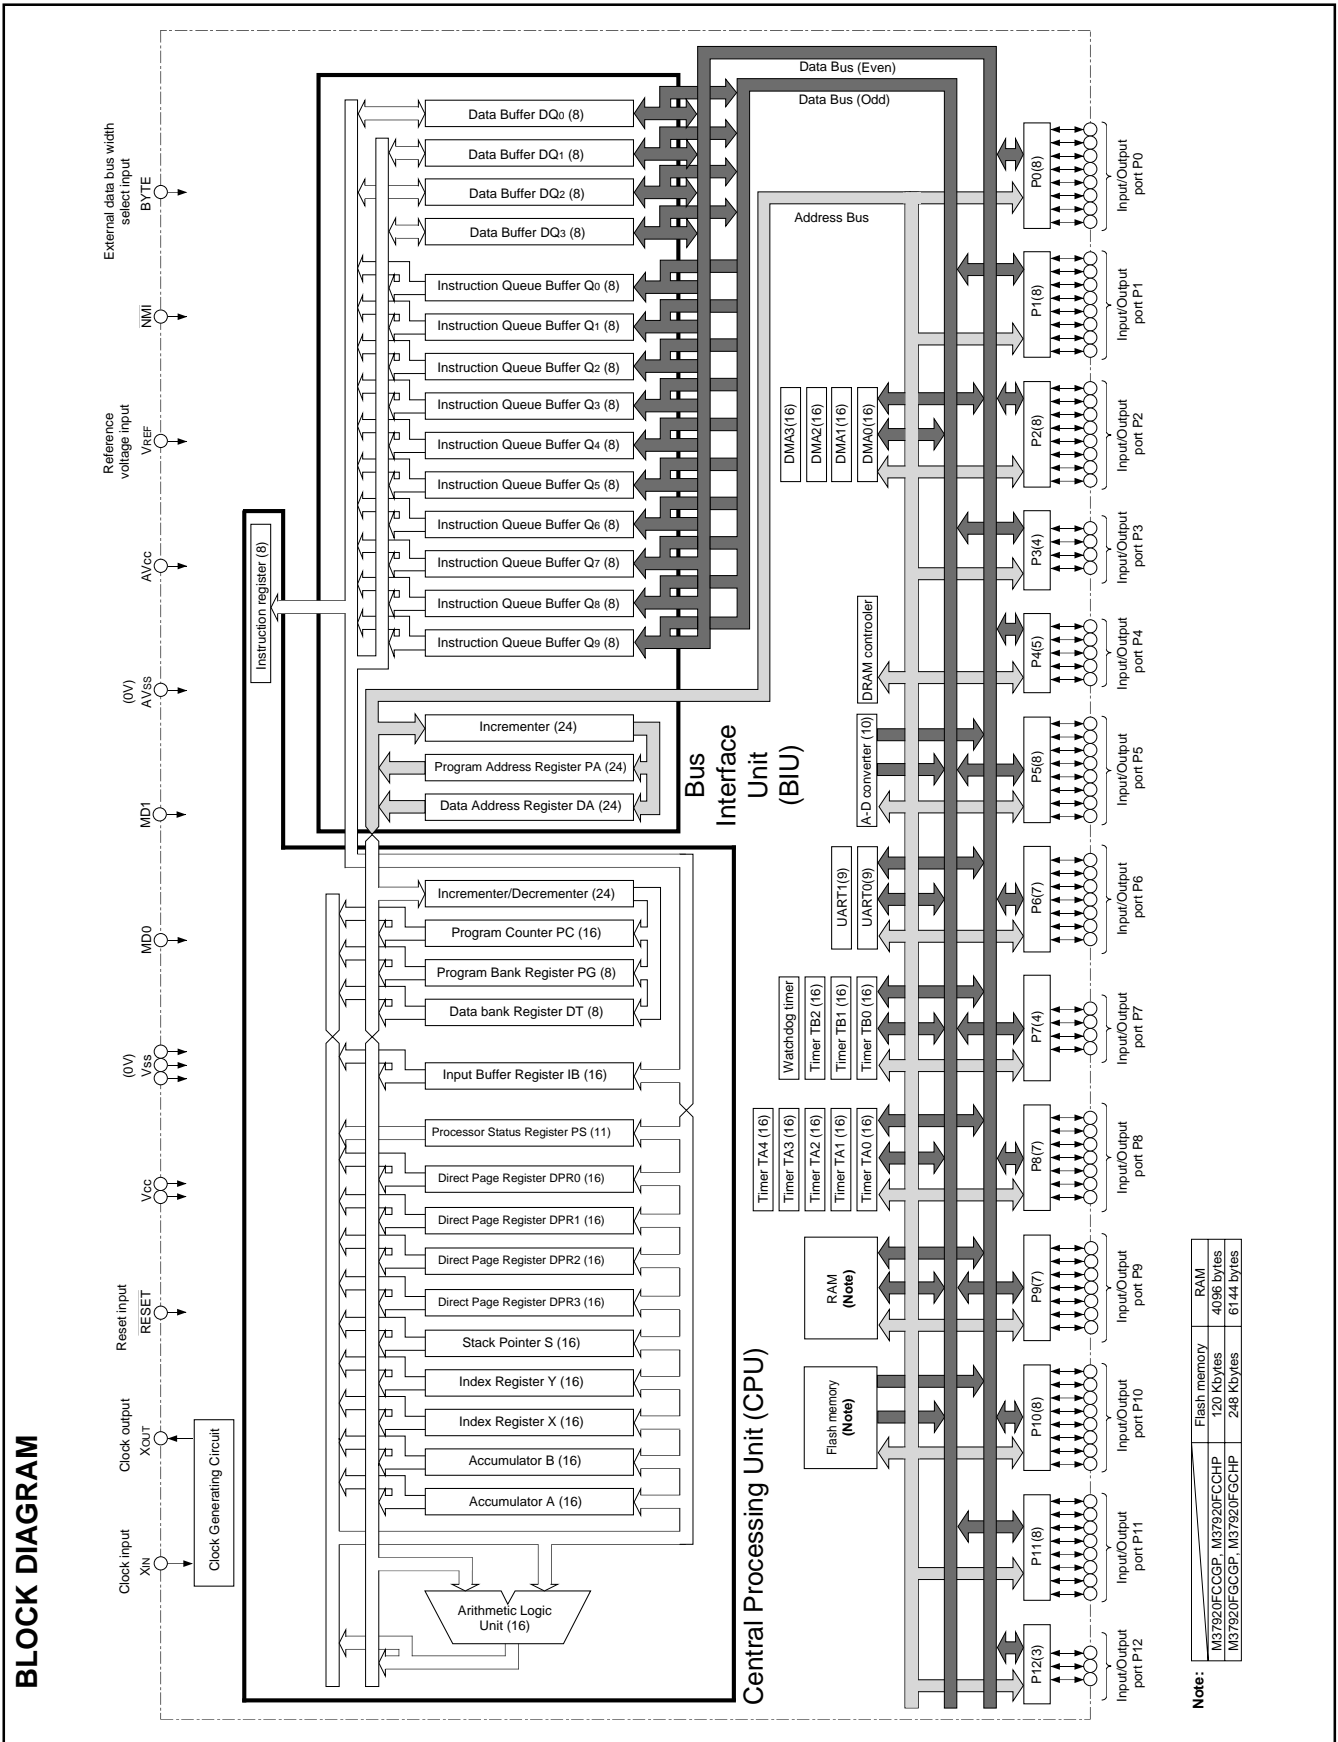 BLOCK DIAGRAM
Clock input
XIN
Clock output
XOUT
Reset input
RESET
Vcc
(0V)
Vss
MD0
MD1
(0V)
AVss
AVcc
Reference
voltage input
VREF
NMI
External data bus width
select input
BYTE
Clock Generating Circuit
Instruction register (8)
Arithmetic Logic
Unit (16)
Accumulator A (16)
Accumulator B (16)
Index Register X (16)
Index Register Y (16)
Stack Pointer S (16)
Direct Page Register DPR3 (16)
Direct Page Register DPR2 (16)
Direct Page Register DPR1 (16)
Direct Page Register DPR0 (16)
Processor Status Register PS (11)
Input Buffer Register IB (16)
Data bank Register DT (8)
Program Bank Register PG (8)
Program Counter PC (16)
Incrementer/Decrementer (24)
Central Processing Unit (CPU)
Data Address Register DA (24)
Program Address Register PA (24)
Incrementer (24)
Instruction Queue Buffer Q9 (8)
Instruction Queue Buffer Q8 (8)
Instruction Queue Buffer Q7 (8)
Instruction Queue Buffer Q6 (8)
Instruction Queue Buffer Q5 (8)
Instruction Queue Buffer Q4 (8)
Instruction Queue Buffer Q3 (8)
Instruction Queue Buffer Q2 (8)
Instruction Queue Buffer Q1 (8)
Instruction Queue Buffer Q0 (8)
Data Buffer DQ3 (8)
Data Buffer DQ2 (8)
Data Buffer DQ1 (8)
Data Buffer DQ0 (8)
Bus
Interface
Unit
(BIU)
Data Bus (Even)
Data Bus (Odd)
Address Bus
Flash memory
(Note)
RAM
(Note)
Timer TA4 (16)
Timer TA3 (16)
Timer TA2 (16)
Timer TA1 (16)
Timer TA0 (16)
Watchdog timer
Timer TB2 (16)
Timer TB1 (16)
Timer TB0 (16)
UART1(9)
UART0(9)
A-D converter (10)
DRAM controoler
DMA3(16)
DMA2(16)
DMA1(16)
DMA0(16)
P12(3)
P11(8)
P10(8)
P9(7)
P8(7)
P7(4)
P6(7)
P5(8)
P4(5)
P3(4)
P2(8)
P1(8)
P0(8)
Input/Output
port P12
Input/Output
port P11
Input/Output
port P10
Input/Output
port P9
Input/Output
port P8
Input/Output
port P7
Input/Output
port P6
Input/Output
port P5
Input/Output
port P4
Input/Output
port P3
Input/Output
port P2
Input/Output
port P1
Input/Output
port P0
Note:
Flash memory RAM
M37920FCCGP, M37920FCCHP 120 Kbytes 4096 bytes
M37920FGCGP, M37920FGCHP 248 Kbytes 6144 bytes